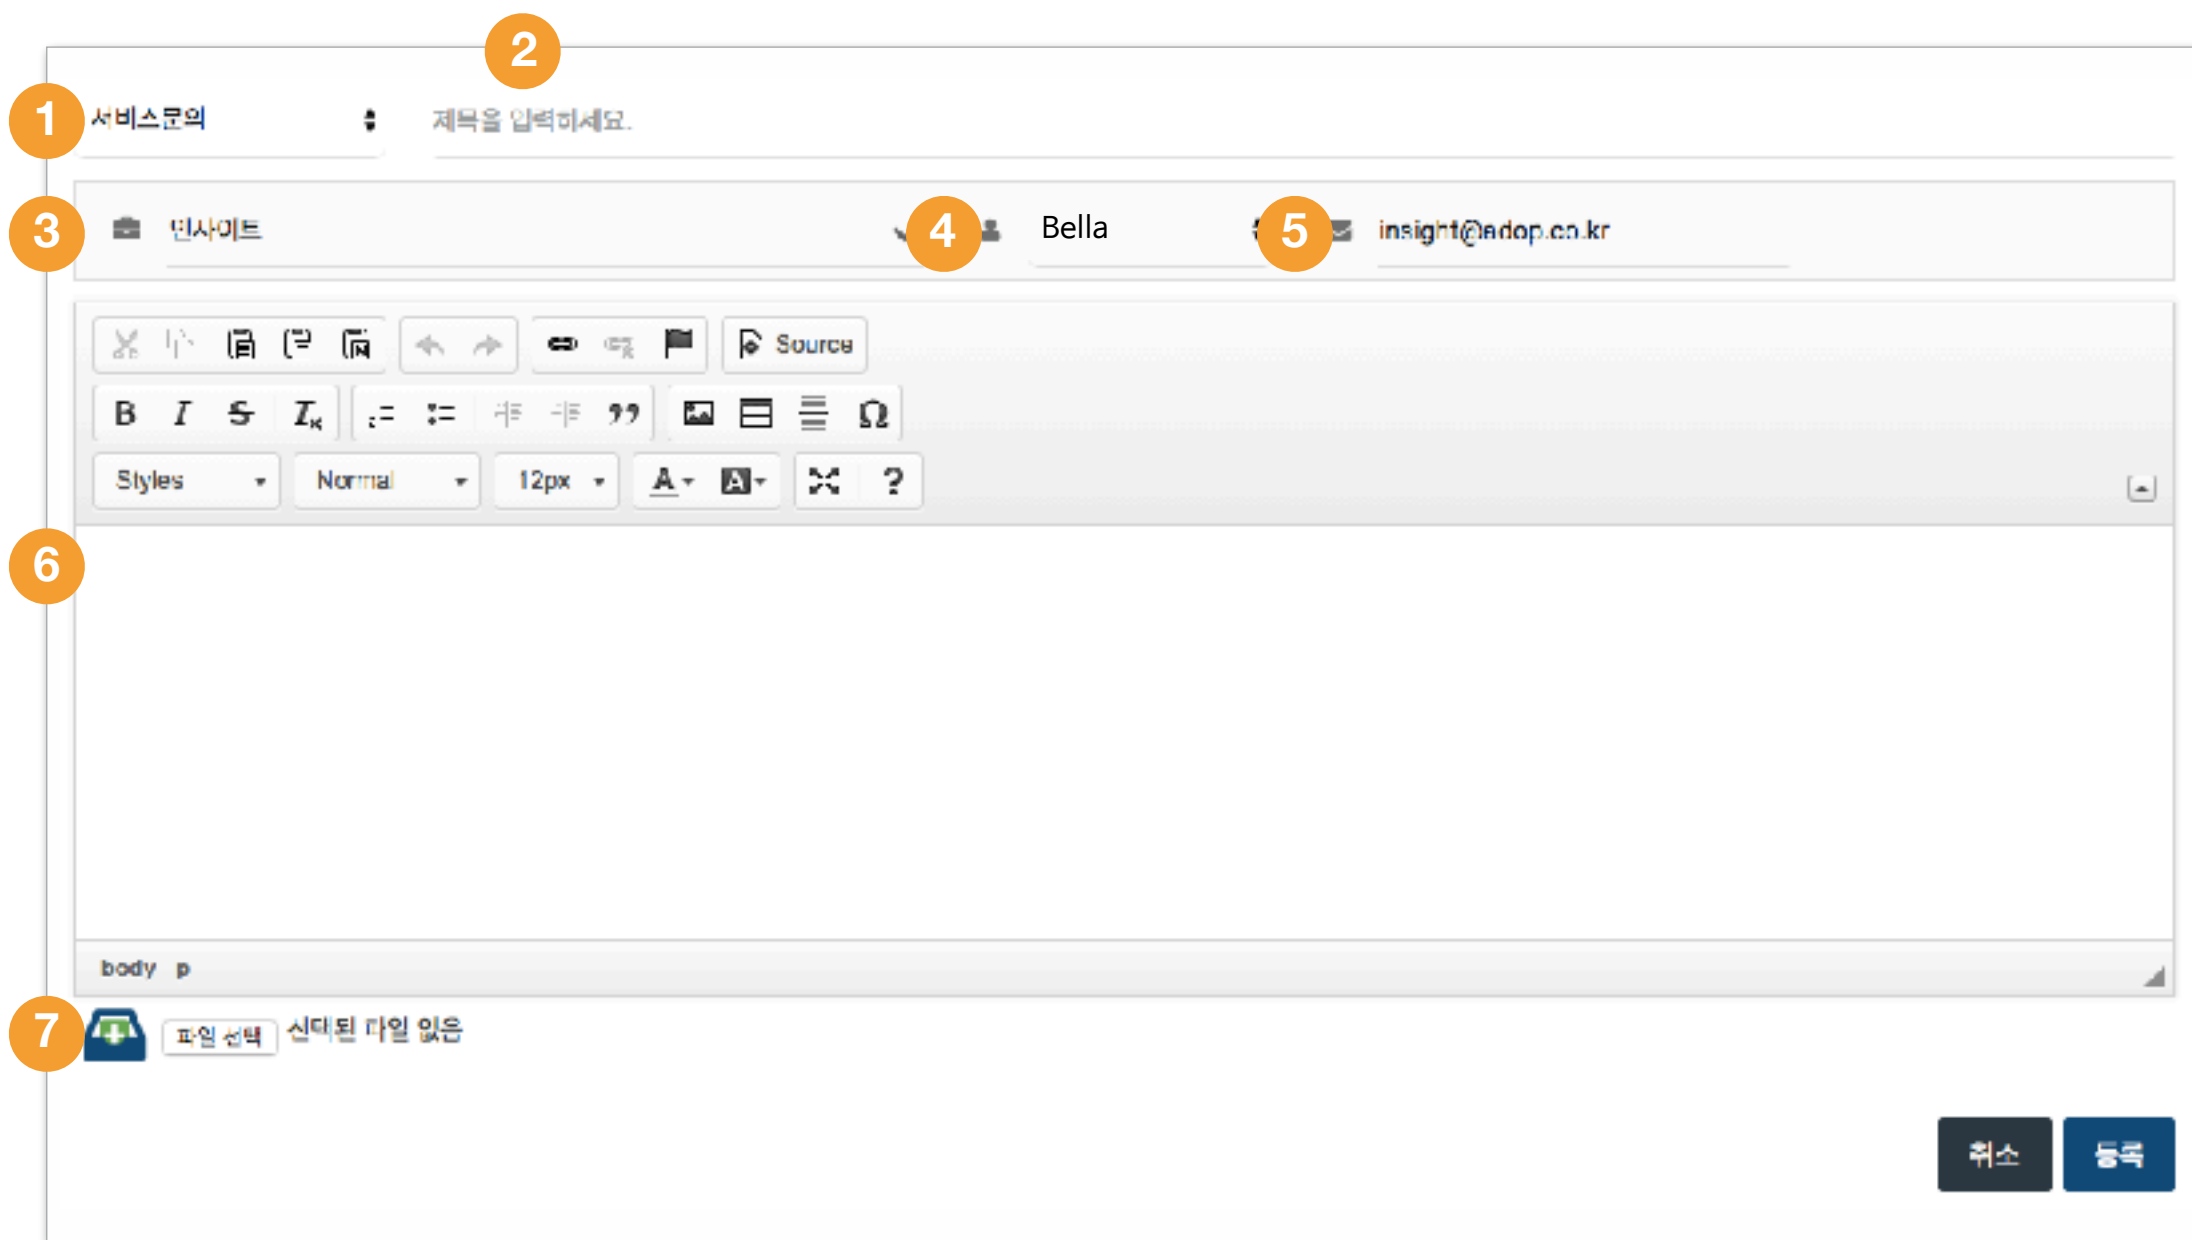 2
1 서비스문의 제목을 입력하세요.
3 인사이트 4 Bella 5 insight@adop.co.kr
Source
B I S Ix
Styles Normal 12px A A ?
6
body p
7 파일 선택 선택된 파일 없음
취소 등록